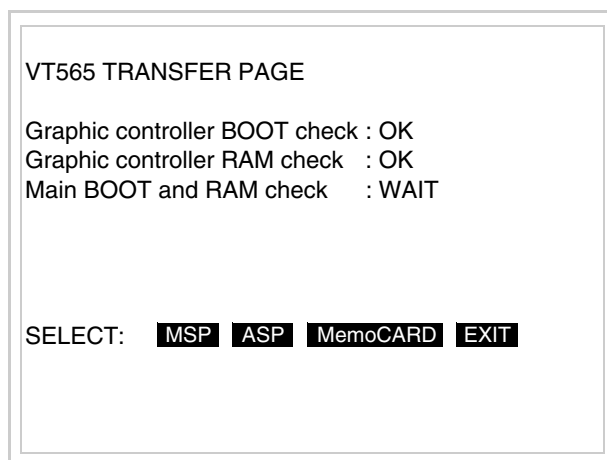 VT565 TRANSFER PAGE
Graphic controller BOOT check : OK
Graphic controller RAM check : OK
Main BOOT and RAM check : WAIT
SELECT: MSP ASP MemoCARD EXIT